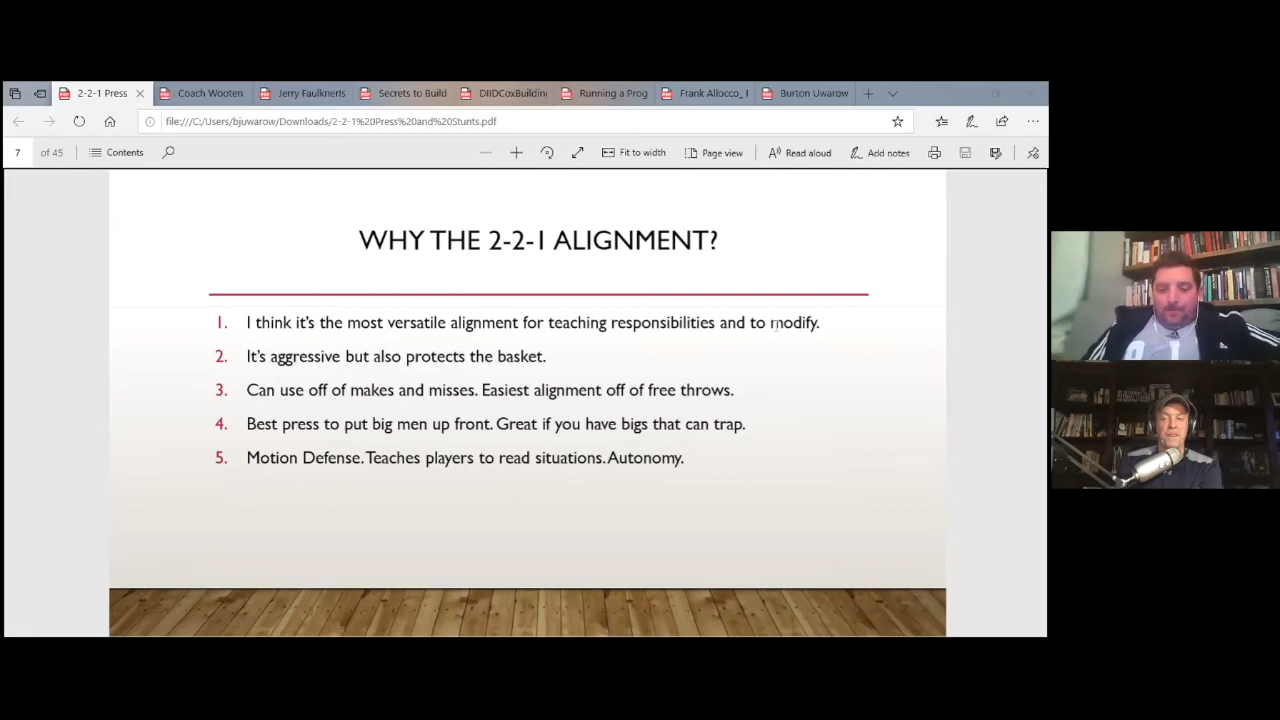 2-2-1 Press
Coach Wooten
Jerry FaulknerIs
Secrets to Build
DIIDCoxBuilding
Running a Prog
Frank Allocco_ I
Burton Uwarow
file:///C:/Users/bjuwarow/Downloads/2-2-1%20Press%20and%20Stunts.pdf
7 of 45 Contents Fit to width Page view Read aloud Add notes
WHY THE 2-2-1 ALIGNMENT?
1. I think it's the most versatile alignment for teaching responsibilities and to modify.
2. It's aggressive but also protects the basket.
3. Can use off of makes and misses. Easiest alignment off of free throws.
4. Best press to put big men up front. Great if you have bigs that can trap.
5. Motion Defense. Teaches players to read situations. Autonomy.